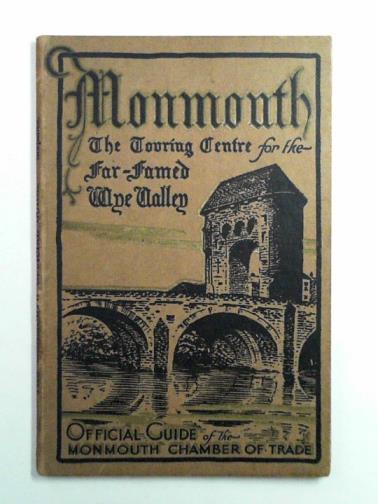 Monmouth
The Touring Centre for the
Far-Famed
Wye Valley
OFFICIAL GUIDE of the
MONMOUTH CHAMBER OF TRADE